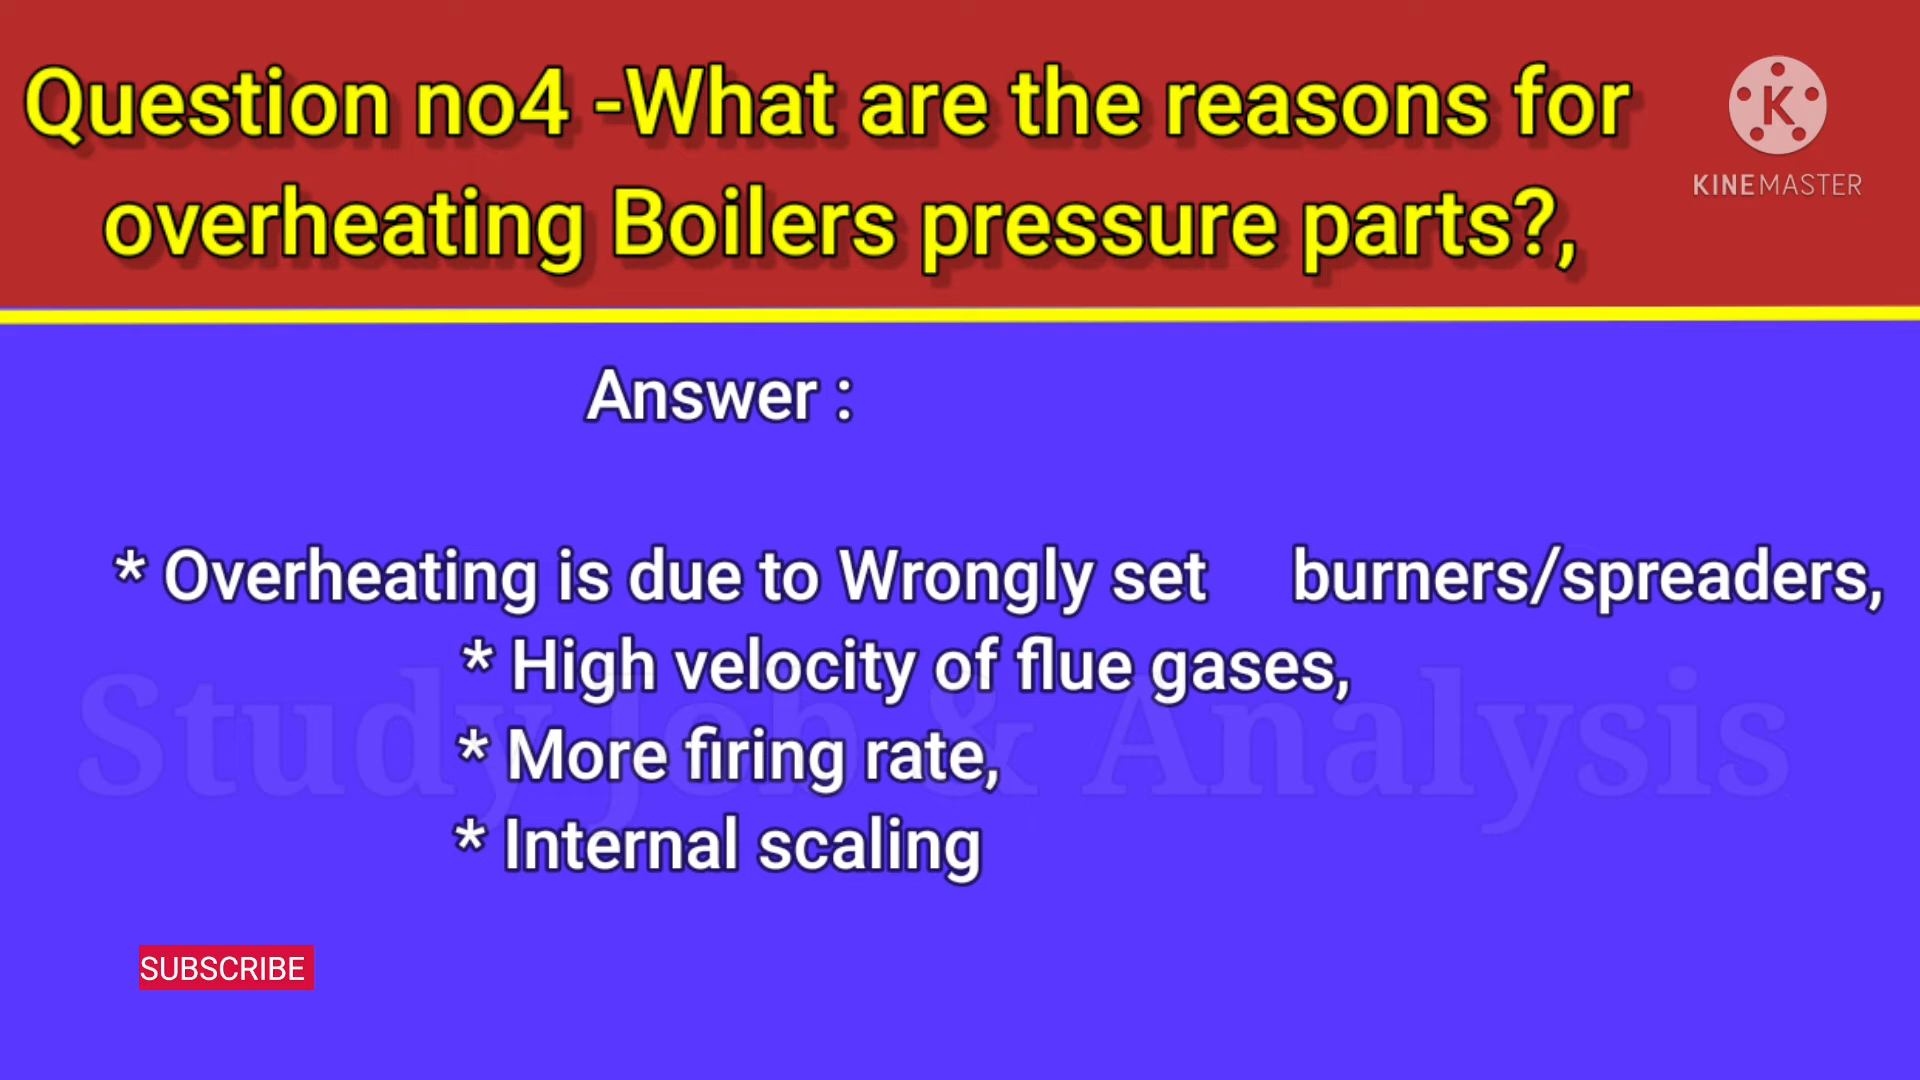 Question no4 -What are the reasons for
overheating Boilers pressure parts?,
K
KINEMASTER
Answer :
* Overheating is due to Wrongly set burners/spreaders,
* High velocity of flue gases,
* More firing rate,
* Internal scaling
Study Job & Analysis
SUBSCRIBE